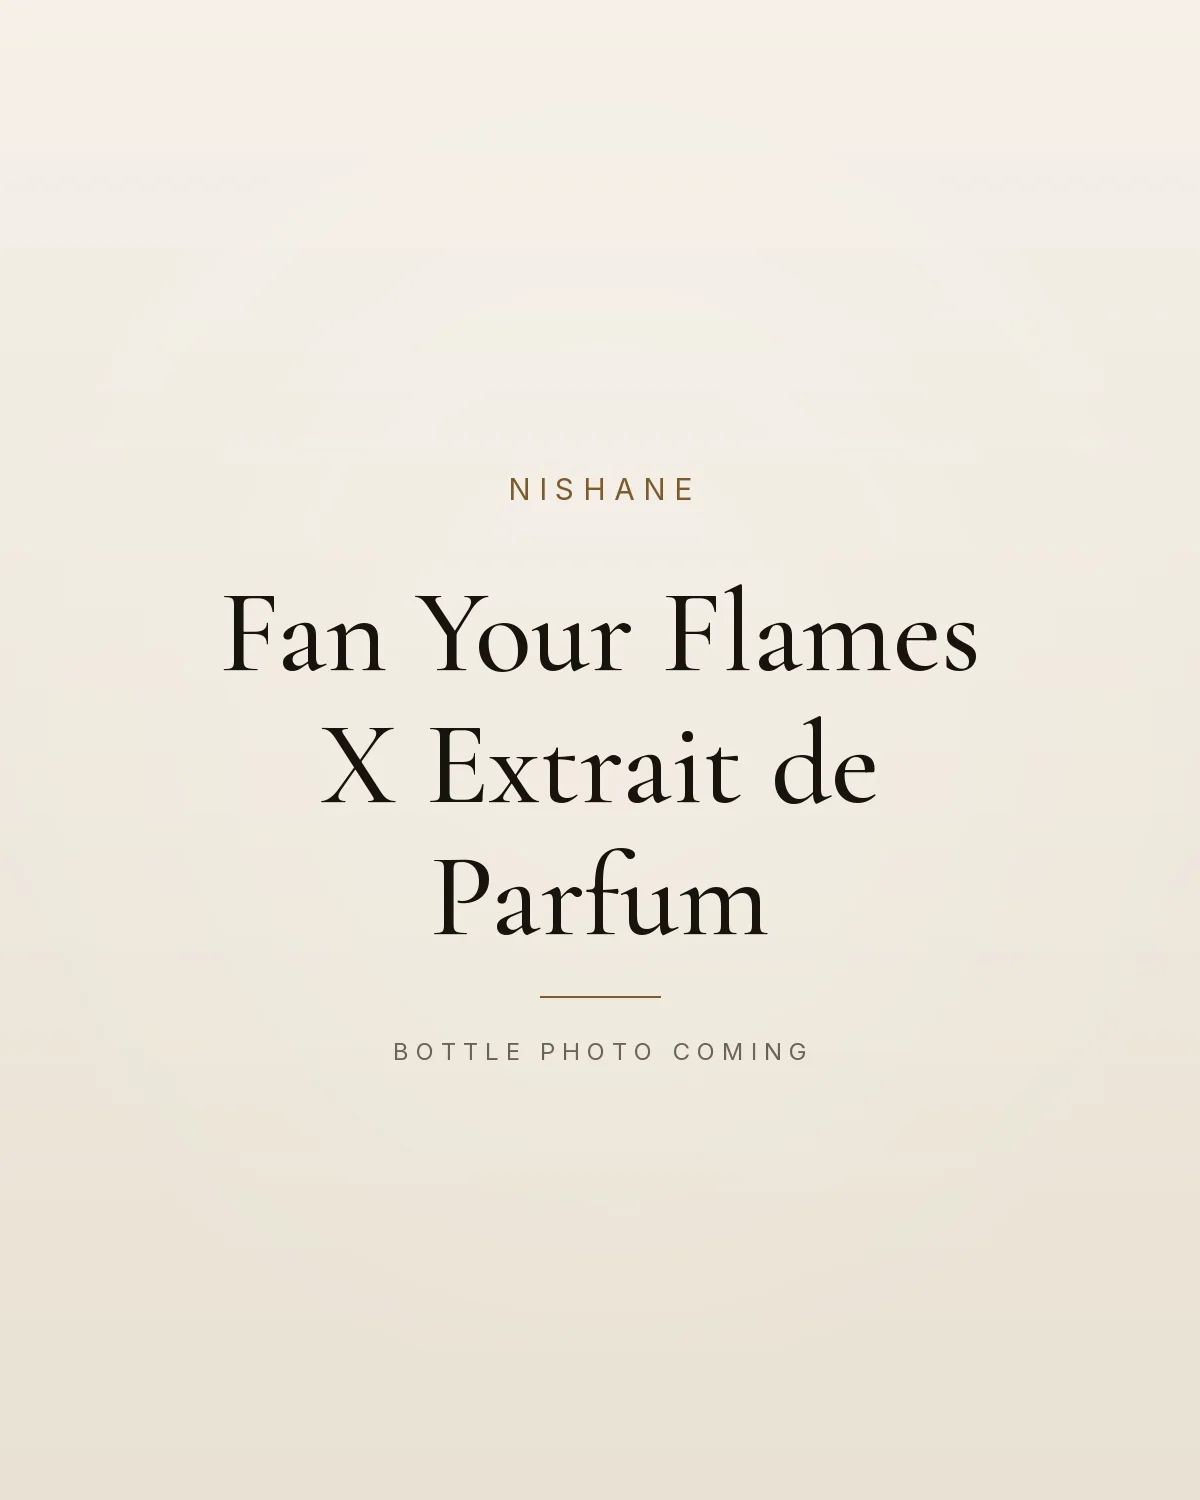 NISHANE
Fan Your Flames
X Extrait de
Parfum
BOTTLE PHOTO COMING